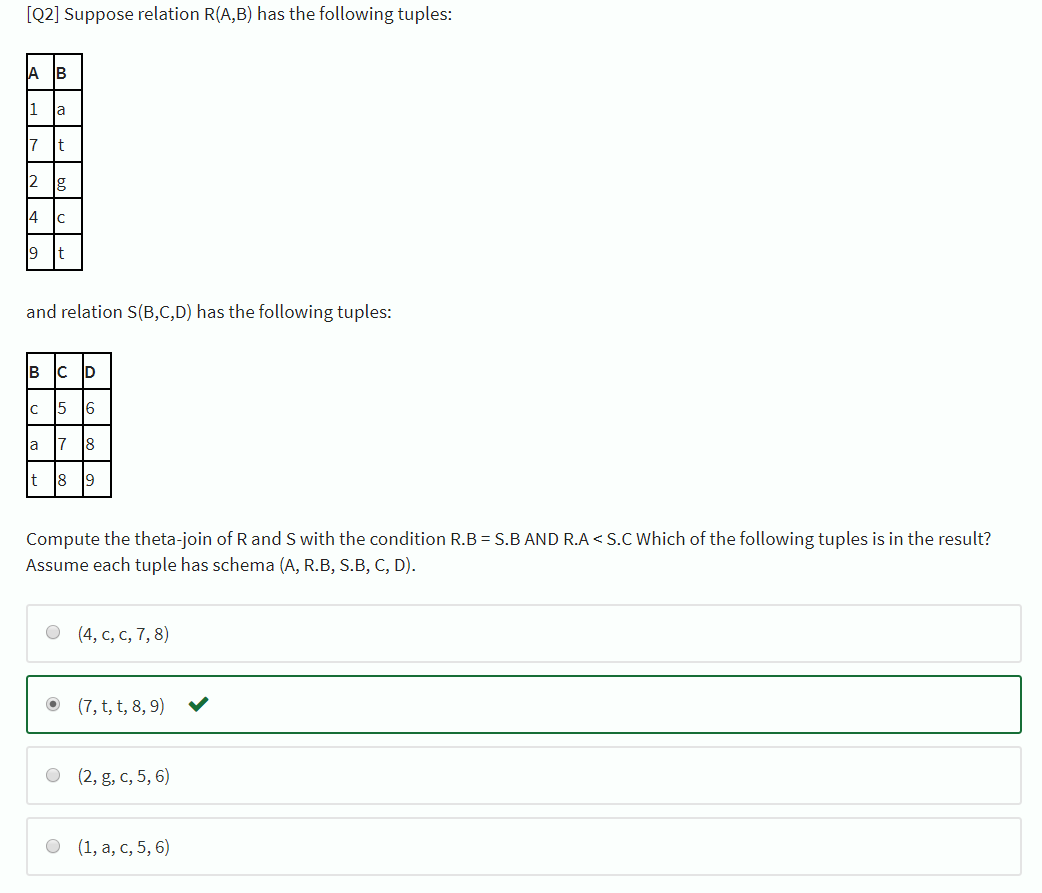 [Q2] Suppose relation R(A,B) has the following tuples:
A B
1 a
7 t
2 g
4 c
9 t
and relation S(B,C,D) has the following tuples:
B C D
c 5 6
a 7 8
t 8 9
Compute the theta-join of R and S with the condition R.B = S.B AND R.A < S.C Which of the following tuples is in the result?
Assume each tuple has schema (A, R.B, S.B, C, D).
(4, c, c, 7, 8)
(7, t, t, 8, 9)
(2, g, c, 5, 6)
(1, a, c, 5, 6)